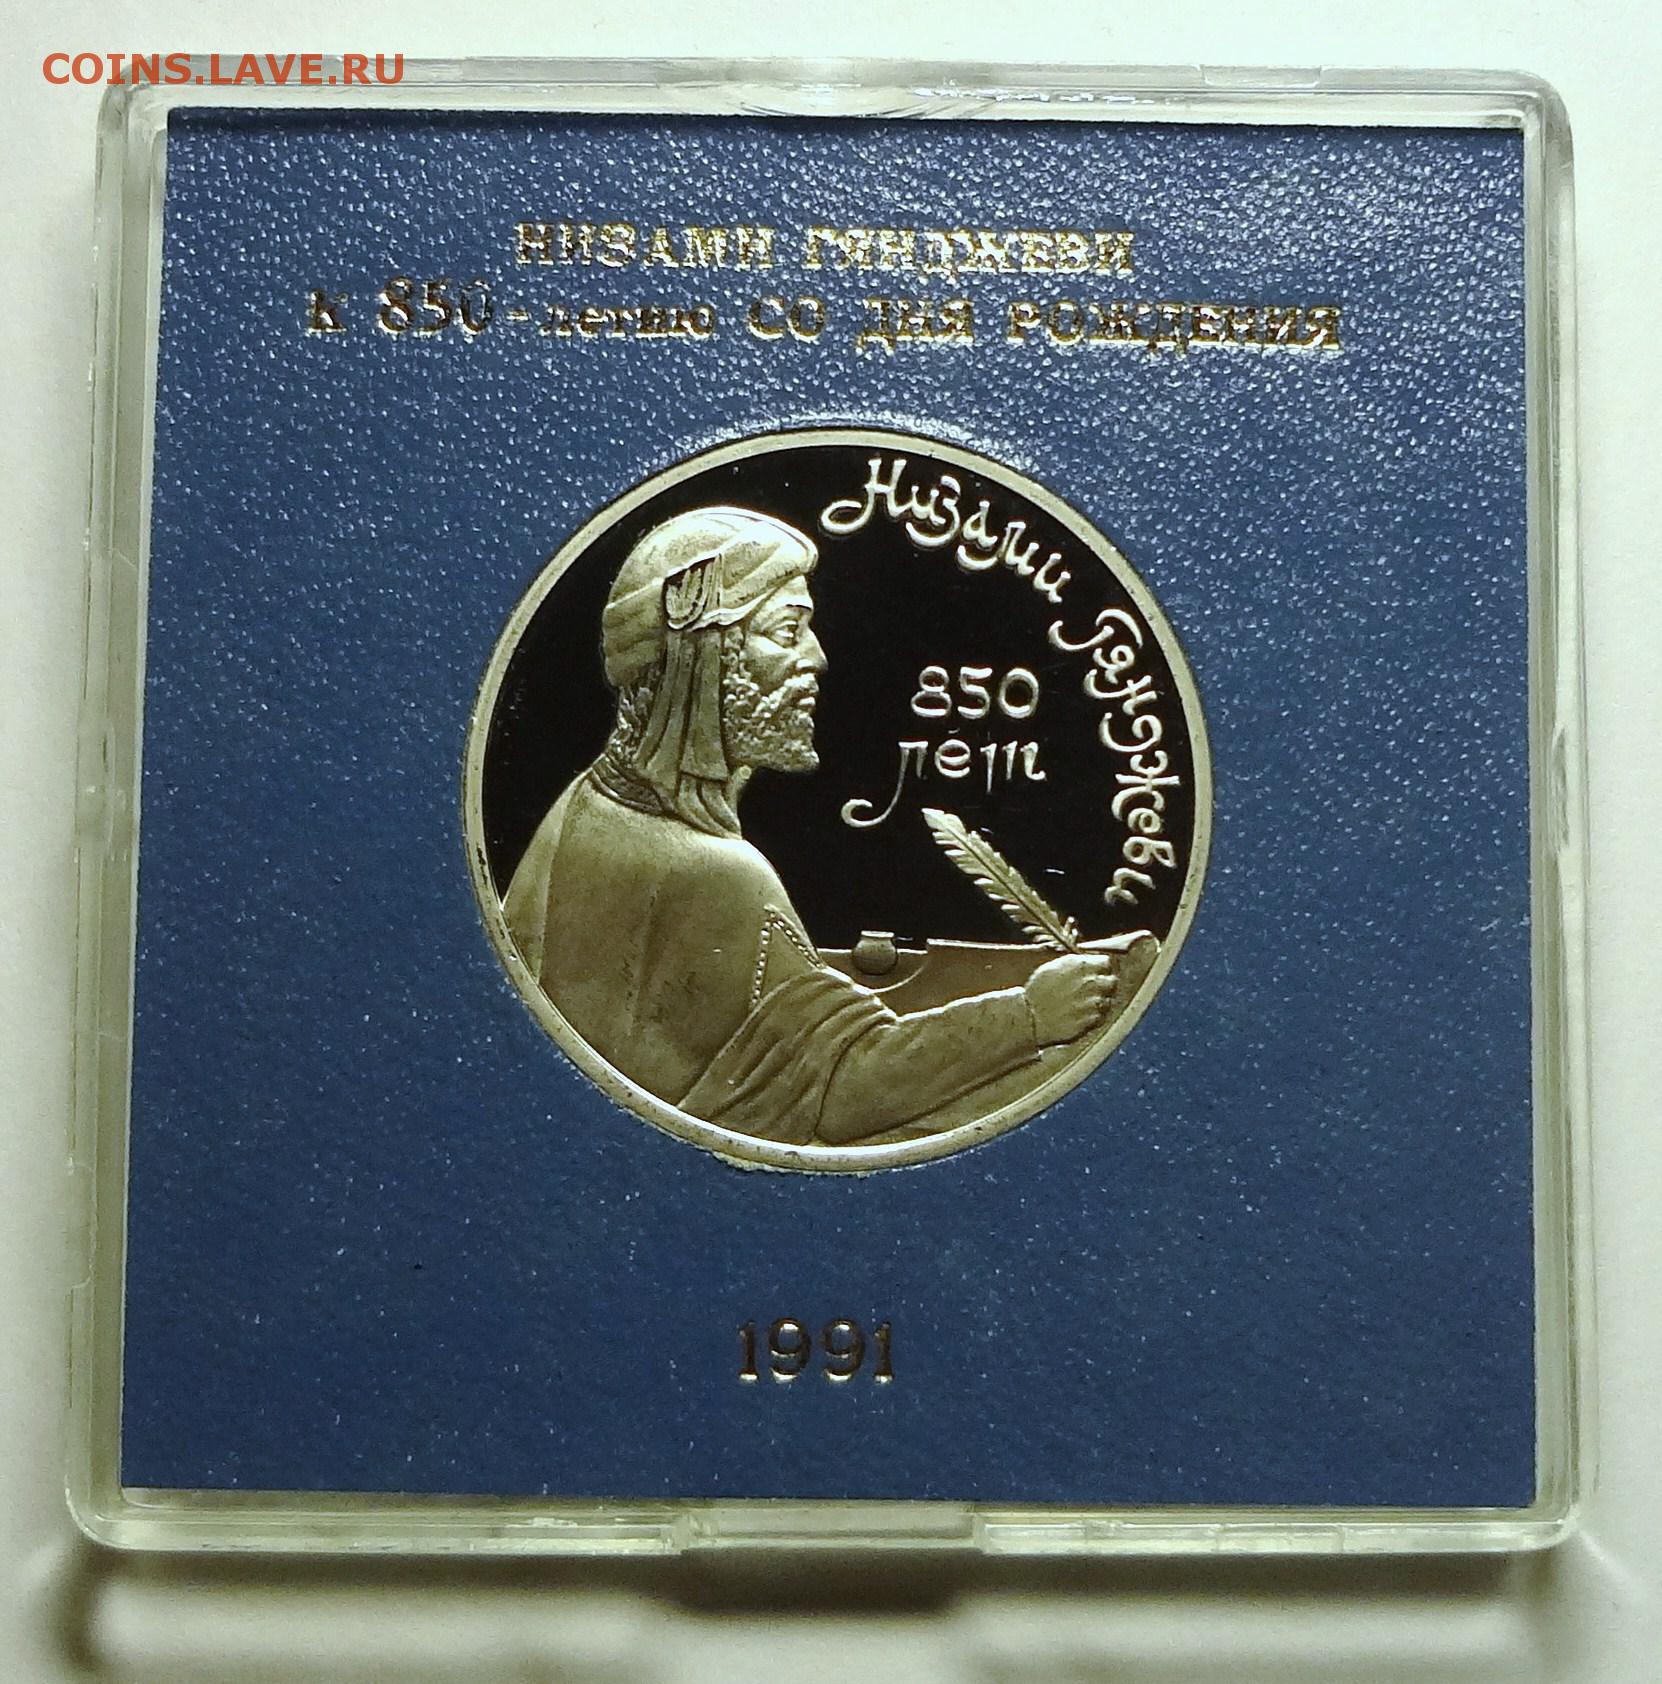 COINS.LAVE.RU
НИЗАМИ ГЯНДЖЕВИ
К 850-летию СО ДНЯ РОЖДЕНИЯ
Низами Гянджеви
850
лет
1991